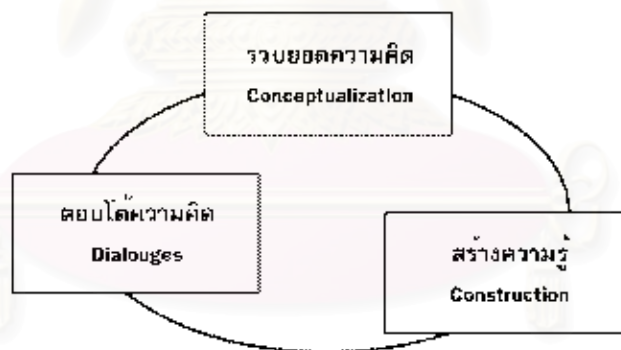 รวบยอดความคิด
Conceptualization
ตอบโต้ความคิด
Dialouges
สร้างความรู้
Construction